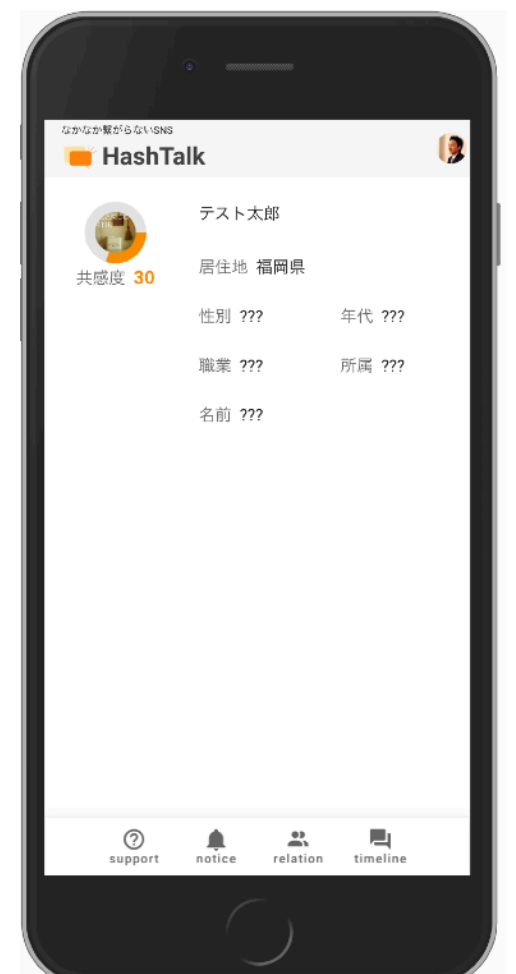 なかなか繋がらないSNS
HashTalk
テスト太郎
共感度 30
居住地 福岡県
性別 ??? 年代 ???
職業 ??? 所属 ???
名前 ???
support notice relation timeline